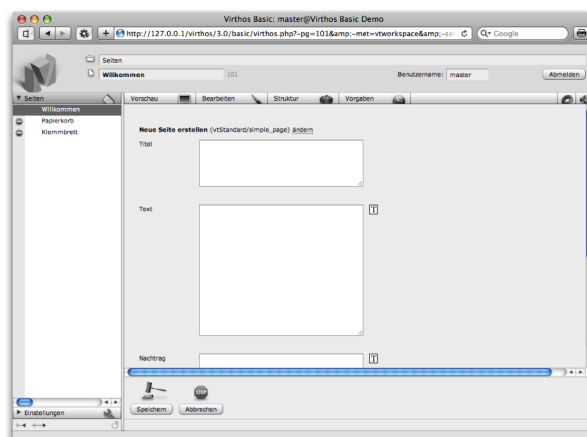 Virthos Basic: master@Virthos Basic Demo
http://127.0.0.1/virthos/3.0/basic/virthos.php?-pg=101&amp;-met=vtworkspace&amp;-se
Google
Seiten
Willkommen 101 Benutzername: master Abmelden
Seiten Vorschau Bearbeiten Struktur Vorgaben
Willkommen
Papierkorb
Klemmbrett
Neue Seite erstellen (vtStandard/simple_page) ändern
Titel
Text T
Nachtrag T
STOP
Speichern Abbrechen
Einstellungen